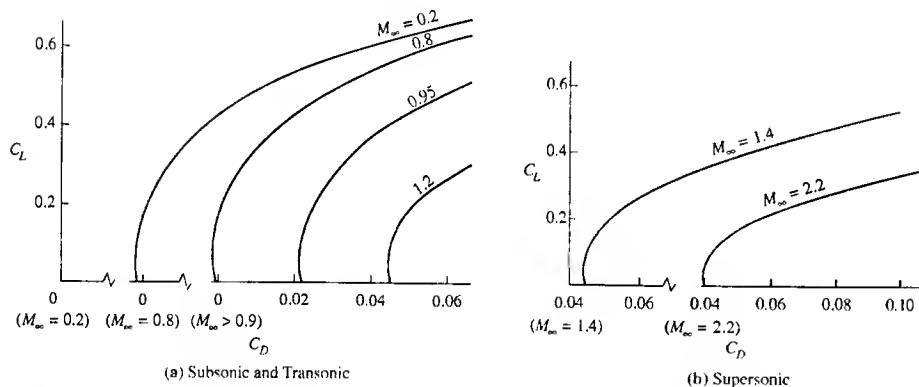 M∞ = 0.2
0.8
0.95
1.2
0.6
0.4
0.2
C_L
0 0 0 0.02 0.04 0.06
(M∞ = 0.2) (M∞ = 0.8) (M∞ > 0.9)
C_D
(a) Subsonic and Transonic
0.6
0.4
0.2
C_L
M∞ = 1.4
M∞ = 2.2
0.04 0.06 0.04 0.06 0.08 0.10
(M∞ = 1.4) (M∞ = 2.2)
C_D
(b) Supersonic